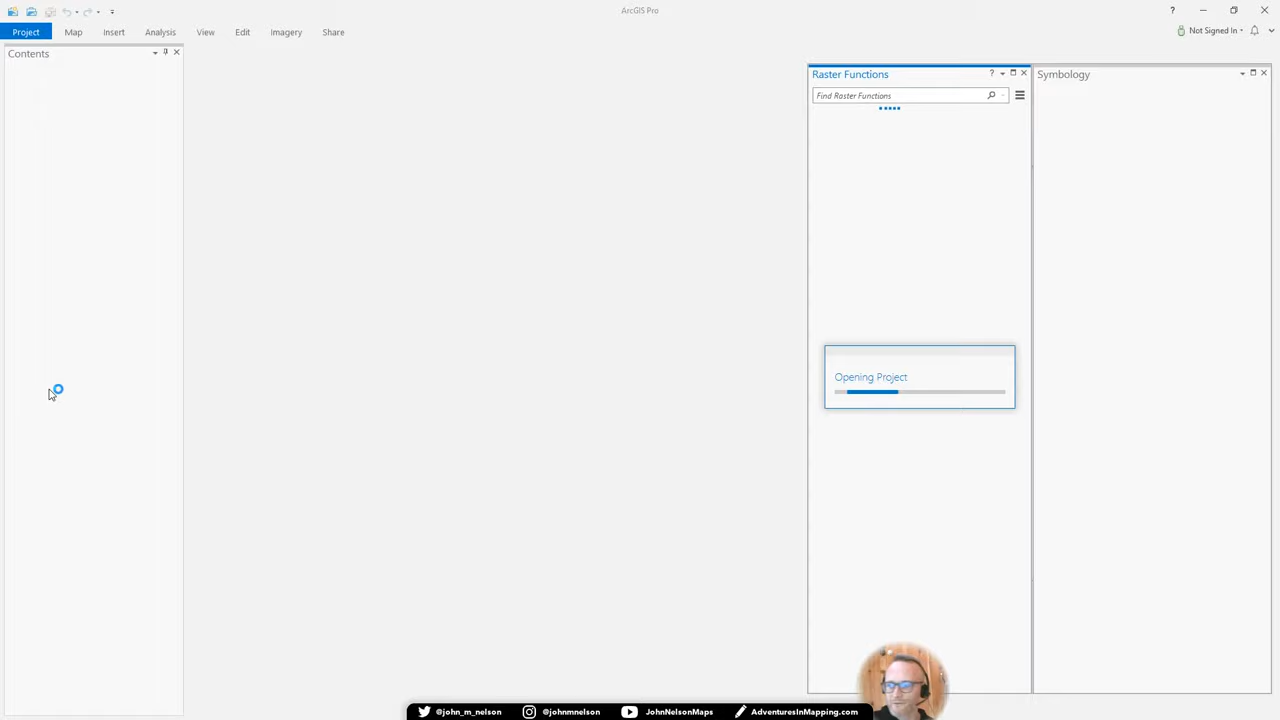 ArcGIS Pro
Project Map Insert Analysis View Edit Imagery Share
Not Signed In
Contents
Raster Functions
Symbology
Find Raster Functions
Opening Project
@john_m_nelson @johnmnelson JohnNelsonMaps AdventuresInMapping.com